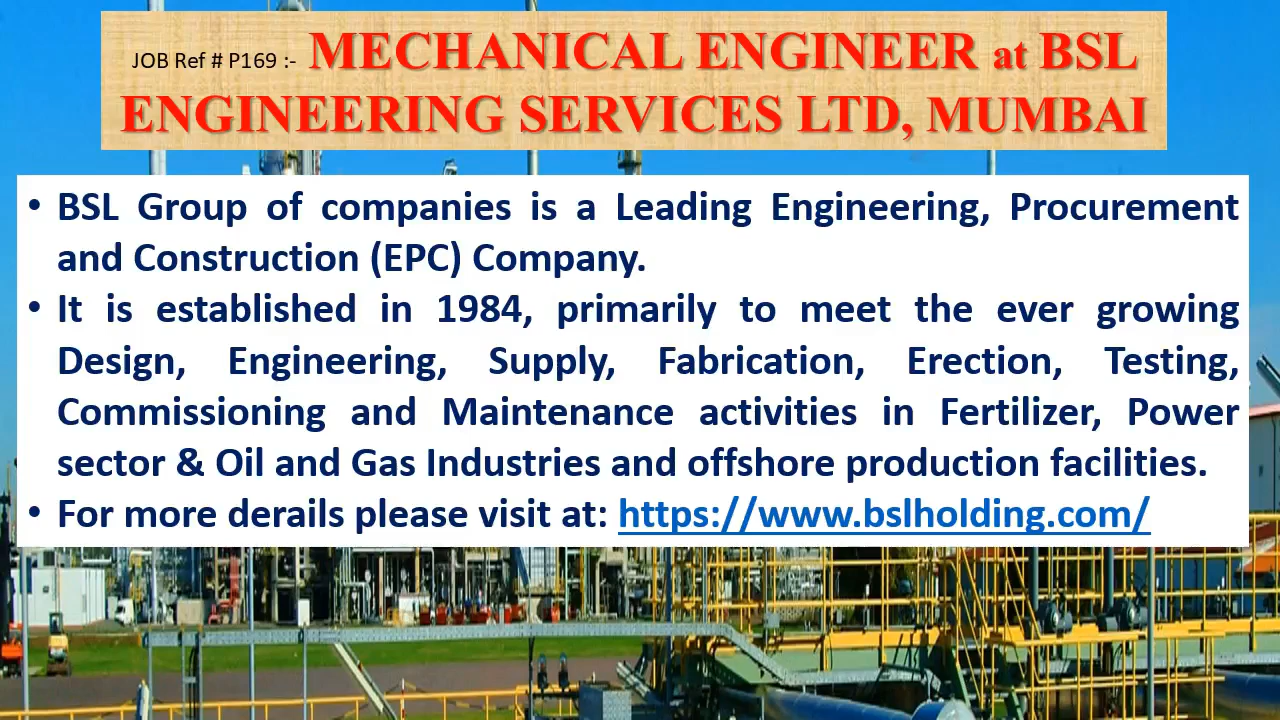 JOB Ref # P169 :- MECHANICAL ENGINEER at BSL
ENGINEERING SERVICES LTD, MUMBAI
• BSL Group of companies is a Leading Engineering, Procurement
and Construction (EPC) Company.
• It is established in 1984, primarily to meet the ever growing
Design, Engineering, Supply, Fabrication, Erection, Testing,
Commissioning and Maintenance activities in Fertilizer, Power
sector & Oil and Gas Industries and offshore production facilities.
• For more derails please visit at: https://www.bslholding.com/